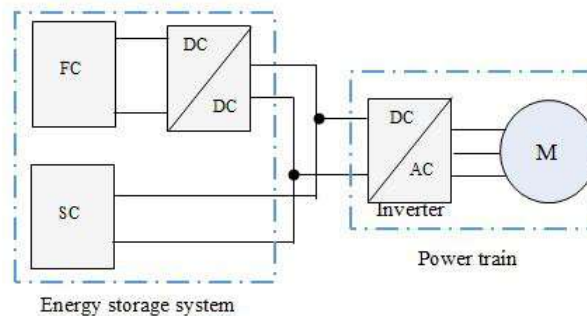 FC
DC
DC
SC
DC
AC
M
Inverter
Power train
Energy storage system